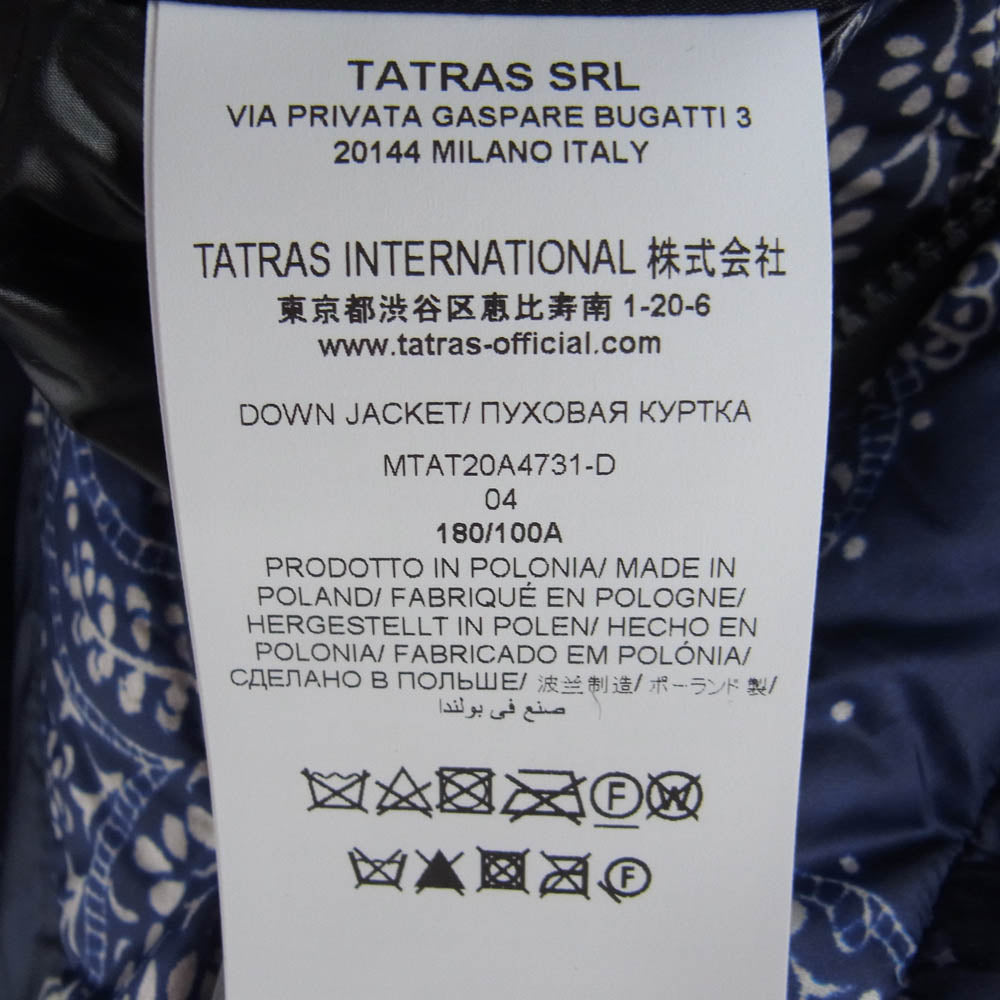 TATRAS SRL
VIA PRIVATA GASPARE BUGATTI 3
20144 MILANO ITALY
TATRAS INTERNATIONAL 株式会社
東京都渋谷区恵比寿南 1-20-6
www.tatras-official.com
DOWN JACKET/ ПУХОВАЯ КУРТКА
MTAT20A4731-D
04
180/100A
PRODOTTO IN POLONIA/ MADE IN
POLAND/ FABRIQUÉ EN POLOGNE/
HERGESTELLT IN POLEN/ HECHO EN
POLONIA/ FABRICADO EM POLÓNIA/
СДЕЛАНО В ПОЛЬШЕ/ 波兰制造/ ポーランド製/
صنع في بولندا
F W
F